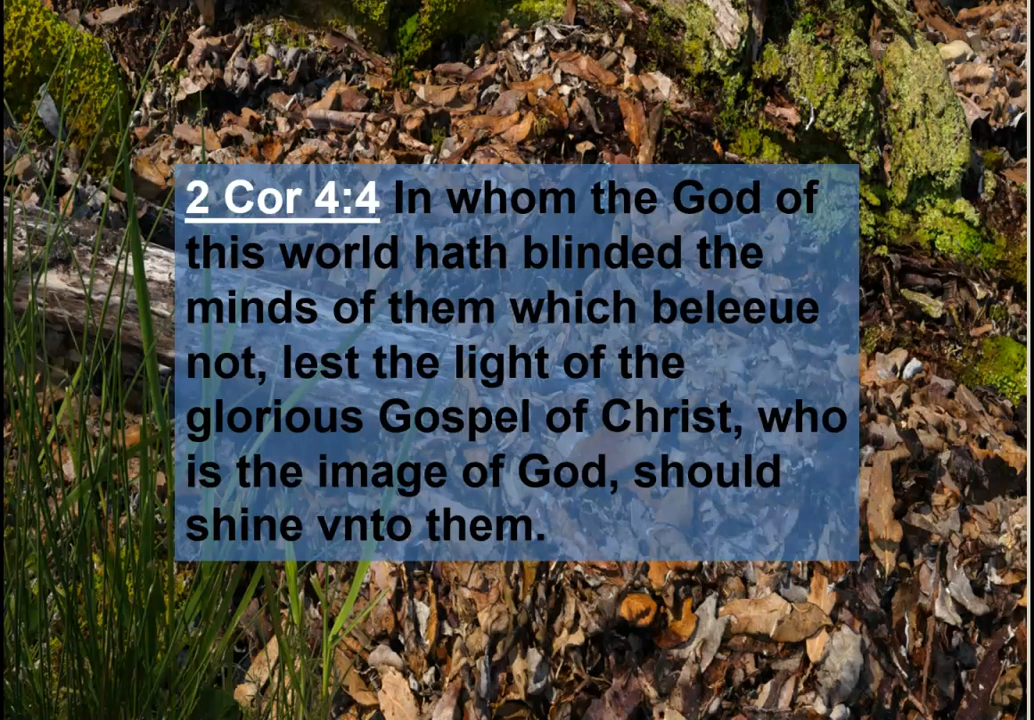 2 Cor 4:4 In whom the God of
this world hath blinded the
minds of them which beleeue
not, lest the light of the
glorious Gospel of Christ, who
is the image of God, should
shine vnto them.